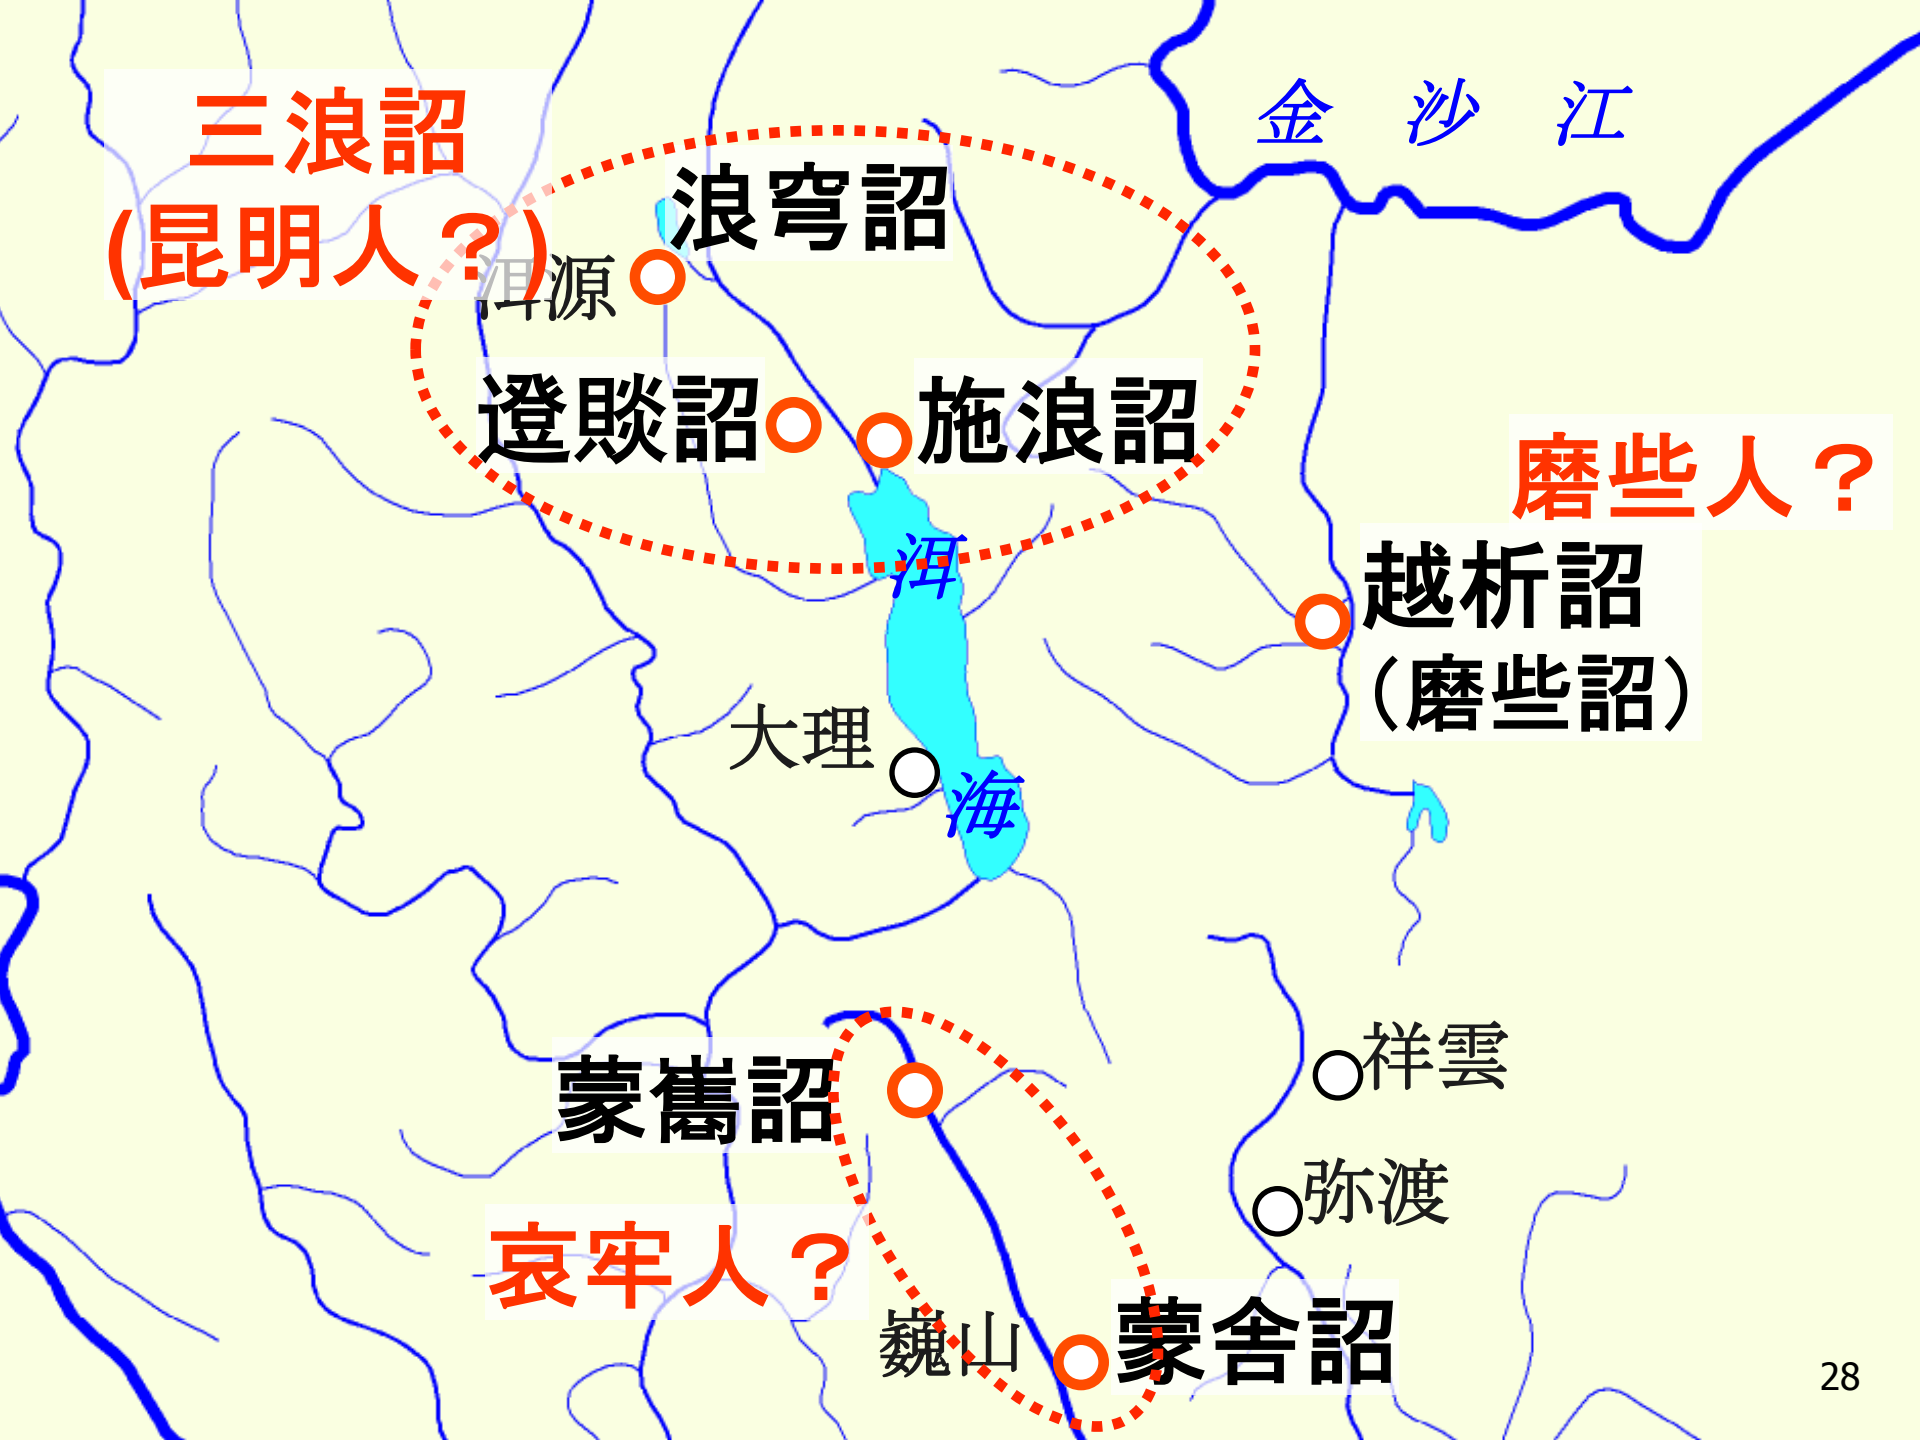 金 沙 江
三浪詔
(昆明人？)
浪穹詔
洱源
邆賧詔
施浪詔
磨些人？
越析詔
（磨些詔）
洱
海
大理
祥雲
蒙嶲詔
弥渡
哀牢人？
巍山
蒙舎詔
28